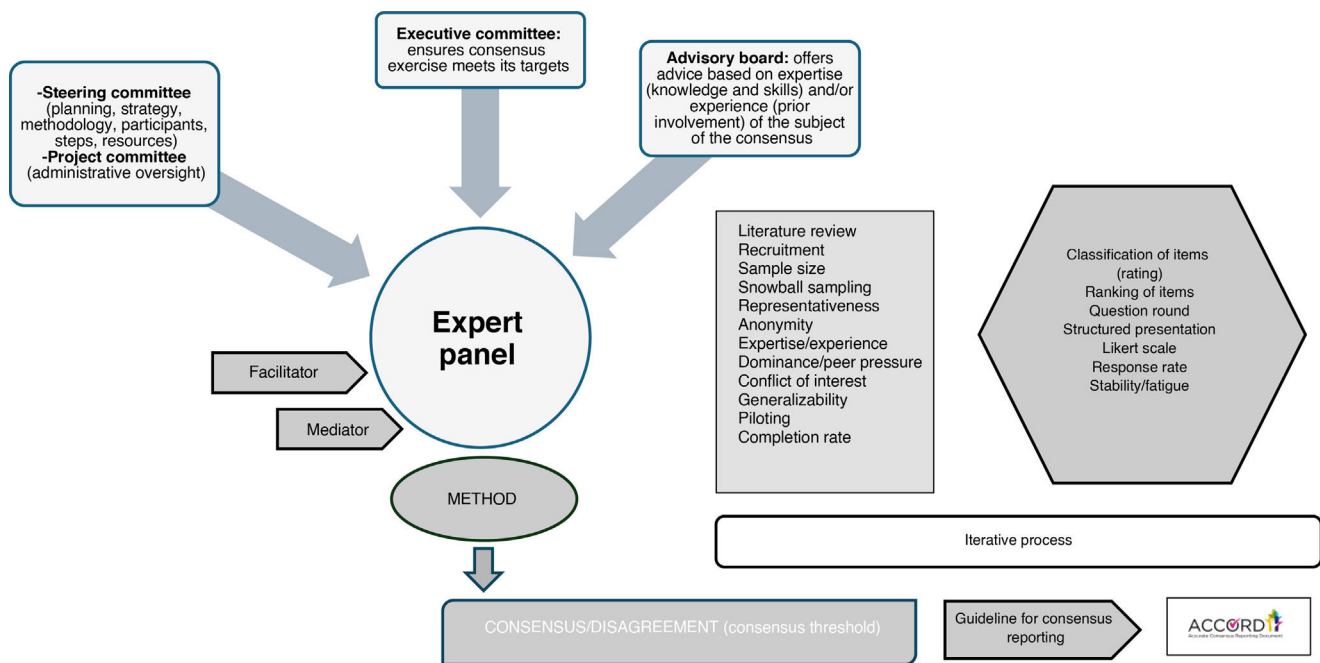 Executive committee:
ensures consensus
exercise meets its targets
Advisory board: offers
advice based on expertise
(knowledge and skills) and/or
experience (prior
involvement) of the subject
of the consensus
-Steering committee
(planning, strategy,
methodology, participants,
steps, resources)
-Project committee
(administrative oversight)
Expert
panel
Facilitator
Mediator
METHOD
Literature review
Recruitment
Sample size
Snowball sampling
Representativeness
Anonymity
Expertise/experience
Dominance/peer pressure
Conflict of interest
Generalizability
Piloting
Completion rate
Classification of items
(rating)
Ranking of items
Question round
Structured presentation
Likert scale
Response rate
Stability/fatigue
Iterative process
CONSENSUS/DISAGREEMENT (consensus threshold)
Guideline for consensus
reporting
ACCORD
Accurate Consensus Reporting Document